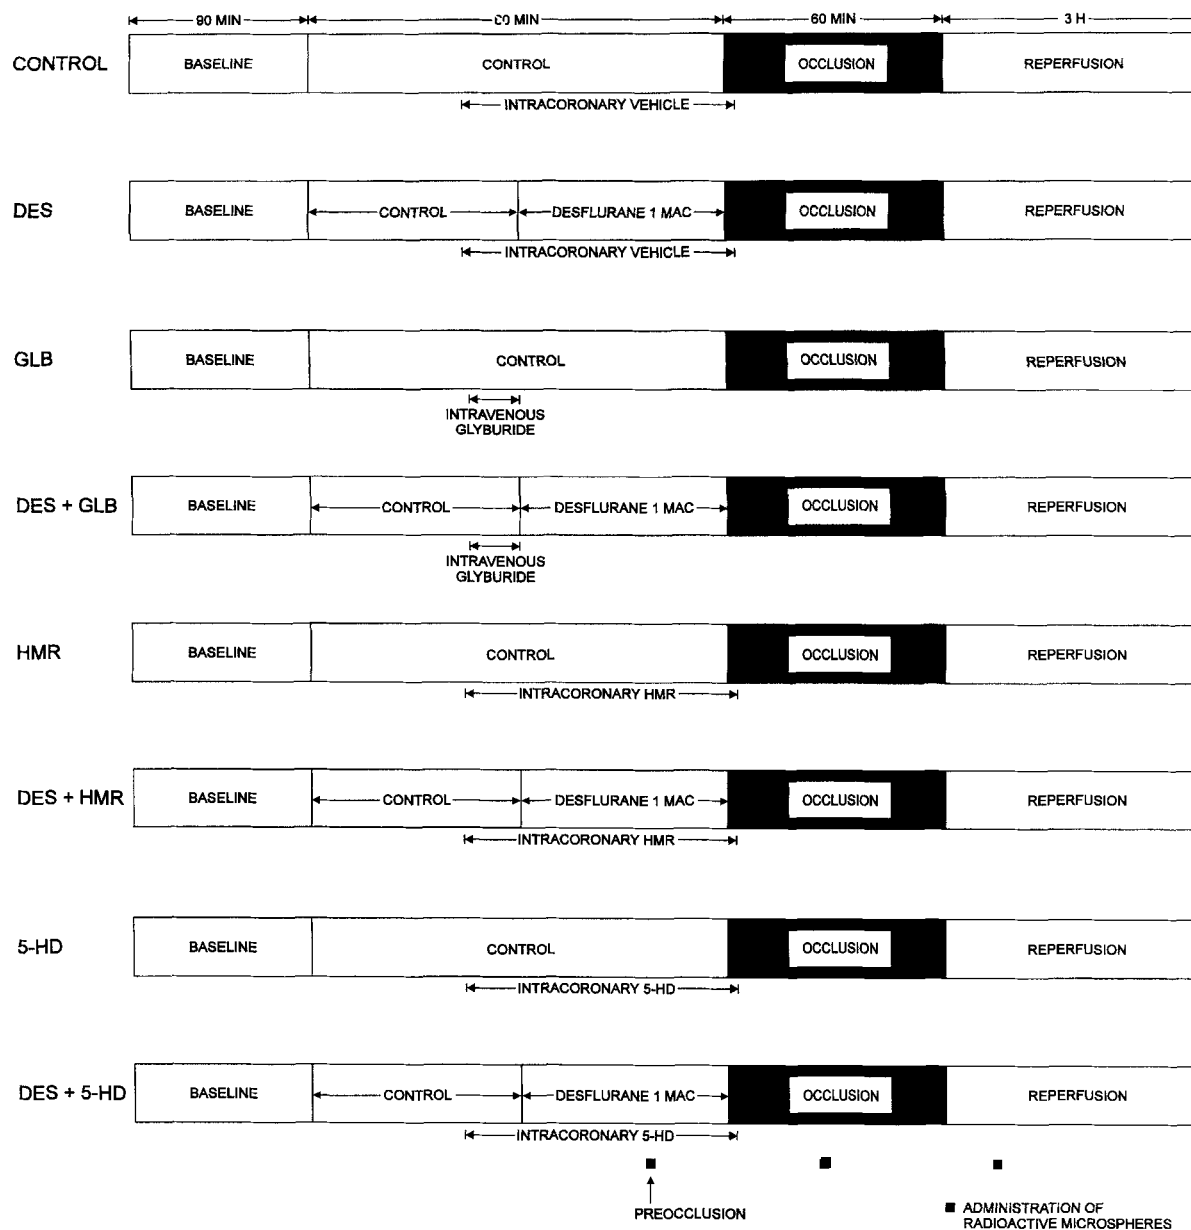 90 MIN 60 MIN 60 MIN 3 H
CONTROL BASELINE CONTROL OCCLUSION REPERFUSION
INTRACORONARY VEHICLE
DES BASELINE CONTROL DESFLURANE 1 MAC OCCLUSION REPERFUSION
INTRACORONARY VEHICLE
GLB BASELINE CONTROL OCCLUSION REPERFUSION
INTRAVENOUS
GLYBURIDE
DES + GLB BASELINE CONTROL DESFLURANE 1 MAC OCCLUSION REPERFUSION
INTRAVENOUS
GLYBURIDE
HMR BASELINE CONTROL OCCLUSION REPERFUSION
INTRACORONARY HMR
DES + HMR BASELINE CONTROL DESFLURANE 1 MAC OCCLUSION REPERFUSION
INTRACORONARY HMR
5-HD BASELINE CONTROL OCCLUSION REPERFUSION
INTRACORONARY 5-HD
DES + 5-HD BASELINE CONTROL DESFLURANE 1 MAC OCCLUSION REPERFUSION
INTRACORONARY 5-HD
PREOCCLUSION
ADMINISTRATION OF
RADIOACTIVE MICROSPHERES